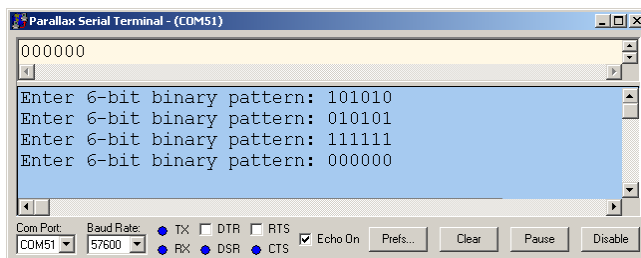 Parallax Serial Terminal - (COM51)
000000
Enter 6-bit binary pattern: 101010
Enter 6-bit binary pattern: 010101
Enter 6-bit binary pattern: 111111
Enter 6-bit binary pattern: 000000
Com Port: Baud Rate: TX DTR RTS
COM51 57600 RX DSR CTS Echo On Prefs... Clear Pause Disable